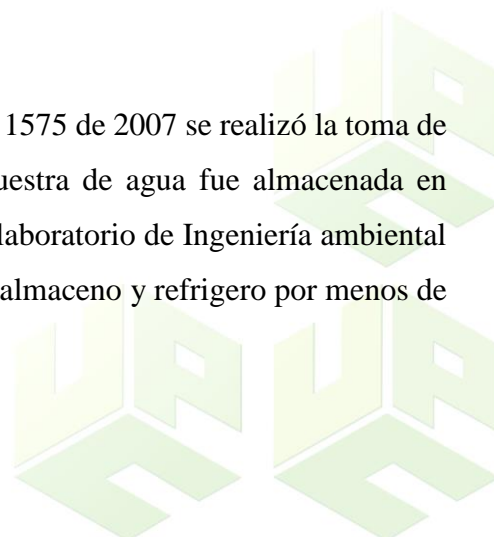 1575 de 2007 se realizó la toma de
uestra de agua fue almacenada en
laboratorio de Ingeniería ambiental
almaceno y refrigero por menos de